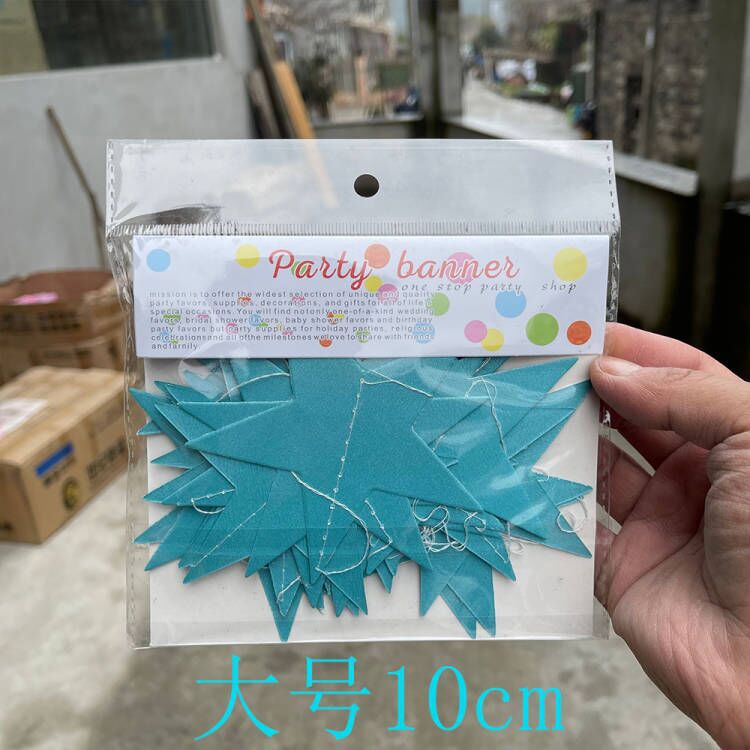 Party banner
one stop party shop
mission is to offer the widest selection of unique and quality
party favors, supplies, decorations, and gifts for all of life's
special occasions. You will find notonly one-of-a-kind wedding
favors, bridal shower favors, baby shower favors and birthday
party favors but party supplies for holiday parties, religious
celebrations and all of the milestones we love to share with friends
and family.
大号10cm